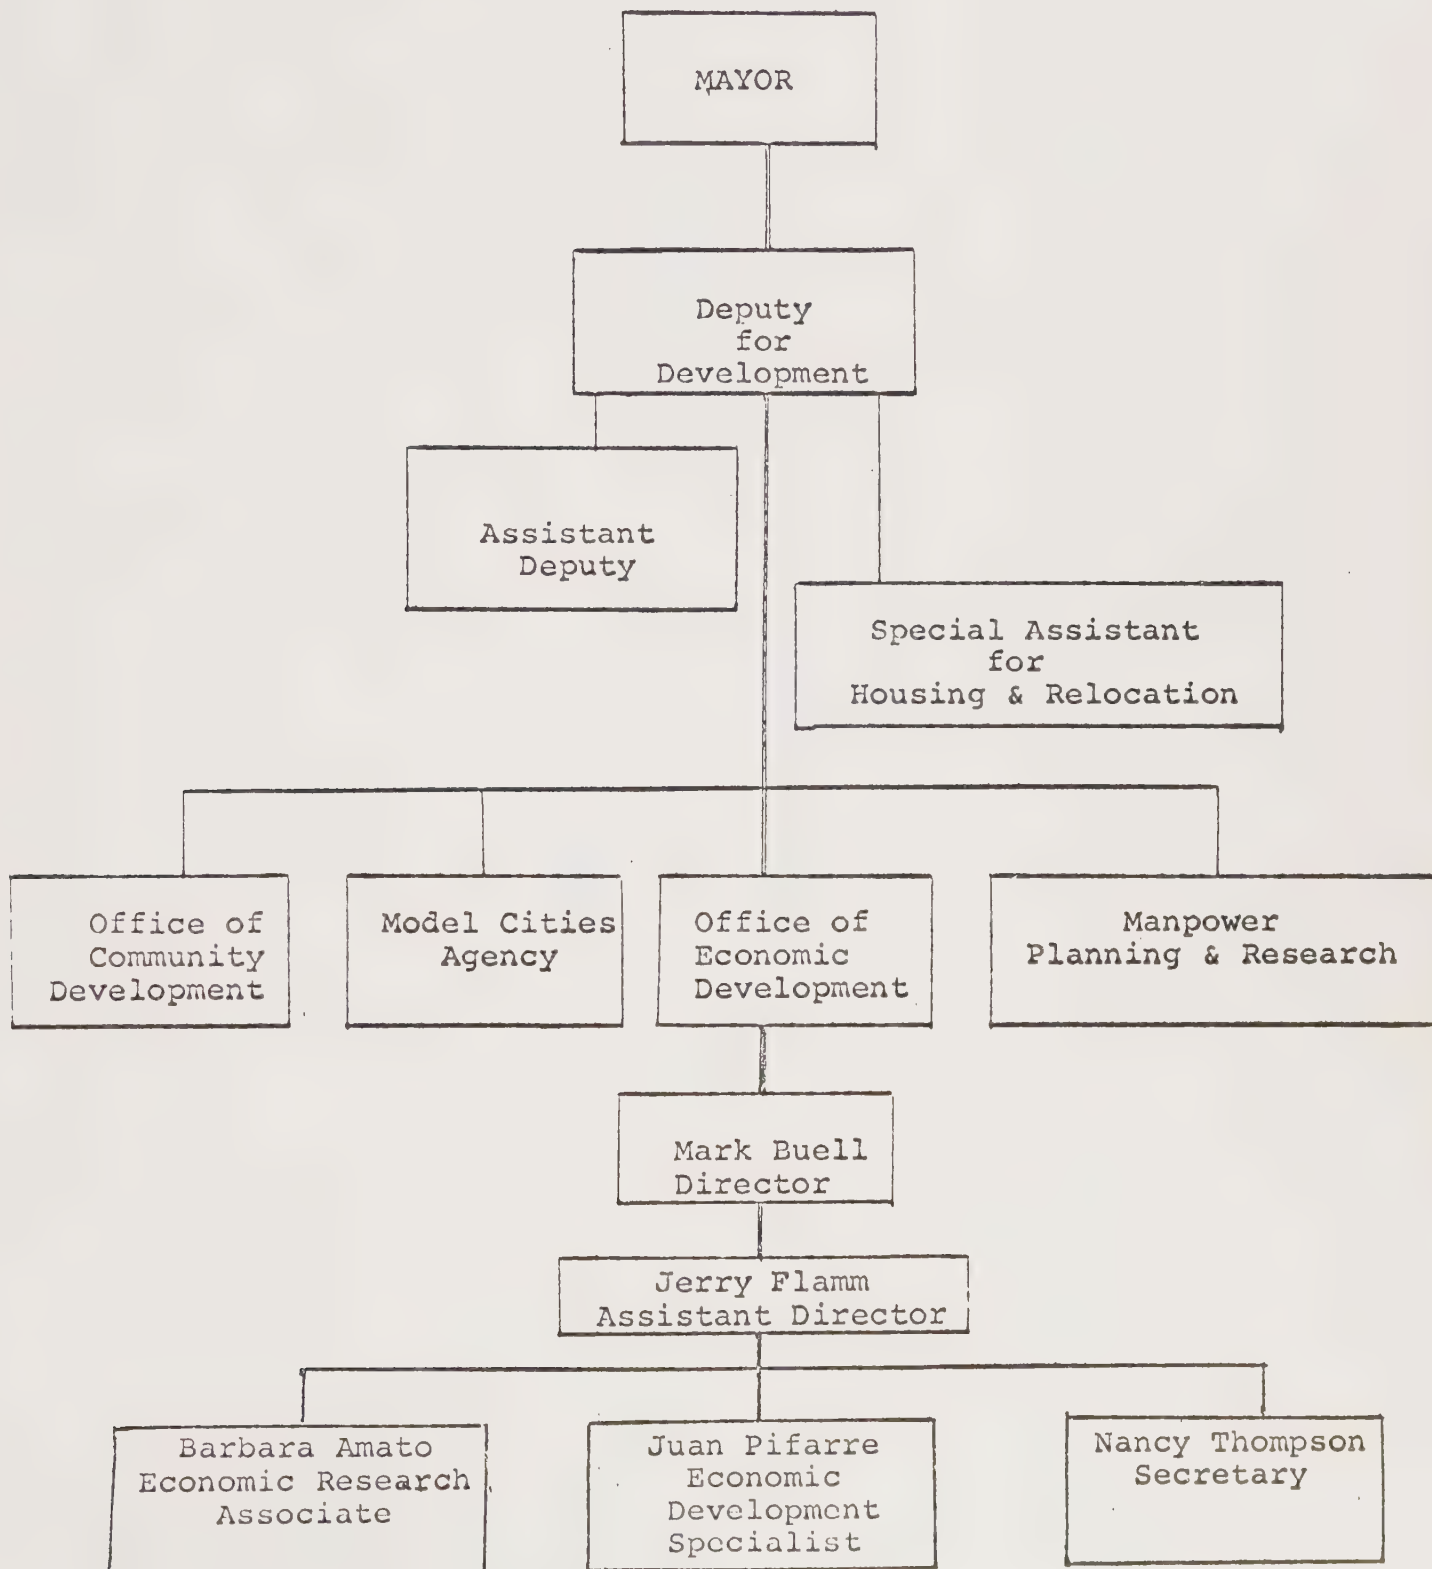 MAYOR
Deputy
for
Development
Assistant
Deputy
Special Assistant
for
Housing & Relocation
Office of
Community
Development
Model Cities
Agency
Office of
Economic
Development
Manpower
Planning & Research
Mark Buell
Director
Jerry Flamm
Assistant Director
Barbara Amato
Economic Research
Associate
Juan Pifarre
Economic
Development
Specialist
Nancy Thompson
Secretary